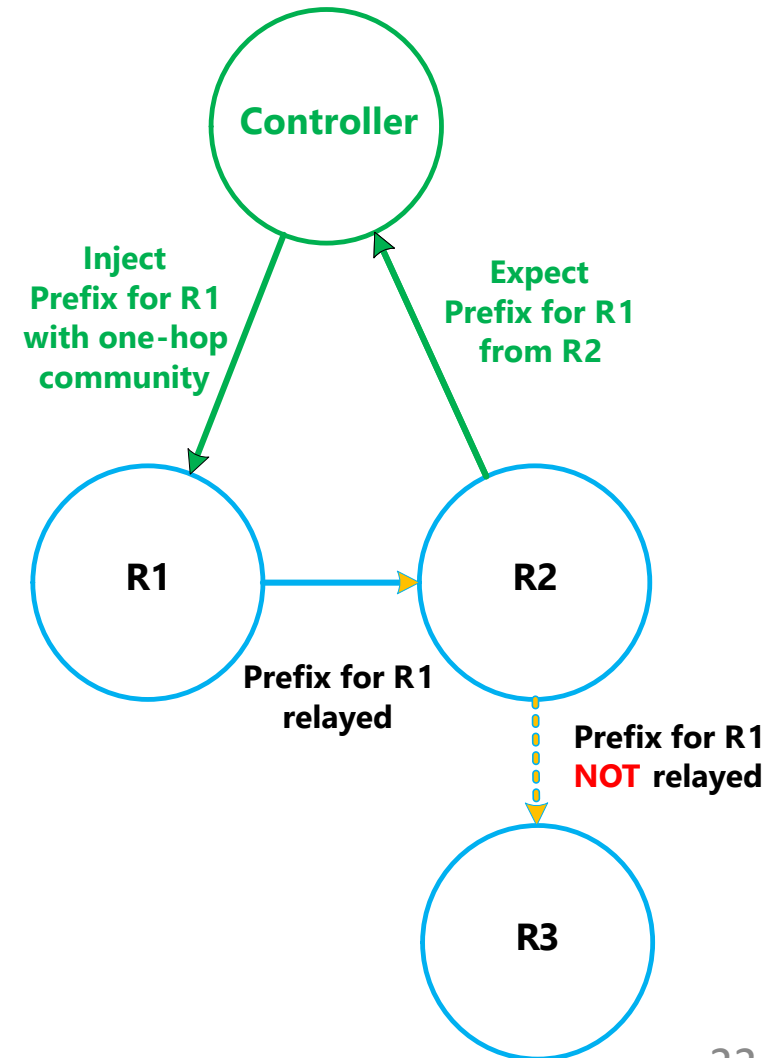 Controller
Inject
Prefix for R1
with one-hop
community
Expect
Prefix for R1
from R2
R1
R2
Prefix for R1
relayed
Prefix for R1
NOT relayed
R3